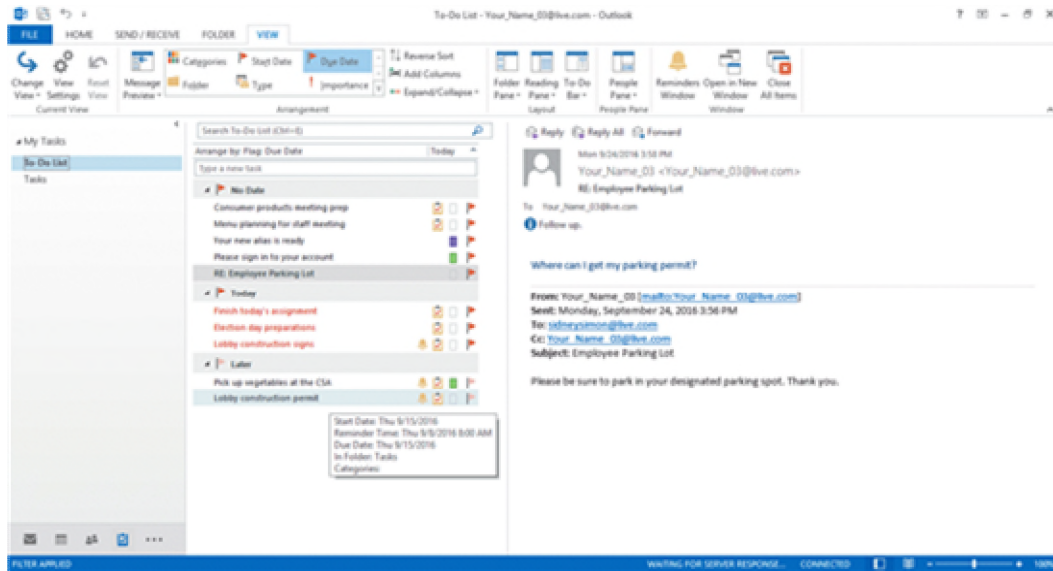 To-Do List - Your_Name_03@live.com - Outlook
FILE HOME SEND / RECEIVE FOLDER VIEW
Change View
View Settings
Reset View
Current View
Message Preview
Categories Start Date Due Date
Folder Type Importance
Arrangement
Reverse Sort
Add Columns
Expand/Collapse
Folder Pane
Reading Pane
To-Do Bar
Layout
People Pane
People Pane
Reminders Window
Open in New Window
Close All Items
Window
My Tasks
To-Do List
Tasks
Search To-Do List (Ctrl+E)
Arrange by: Flag: Due Date Today
Type a new task
No Date
Consumer products meeting prep
Menu planning for staff meeting
Your new alias is ready
Please sign in to your account
RE: Employee Parking Lot
Today
Finish today's assignment
Election day preparations
Lobby construction signs
Later
Pick up vegetables at the CSA
Lobby construction permit
Start Date: Thu 9/15/2016
Reminder Time: Thu 9/8/2016 8:00 AM
Due Date: Thu 9/15/2016
In Folder: Tasks
Categories:
Reply Reply All Forward
Mon 9/24/2016 3:58 PM
Your_Name_03 <Your_Name_03@live.com>
RE: Employee Parking Lot
To Your_Name_03@live.com
Follow up.
Where can I get my parking permit?
From: Your_Name_03 [mailto:Your_Name_03@live.com]
Sent: Monday, September 24, 2016 3:56 PM
To: sidneysimon@live.com
Cc: Your_Name_03@live.com
Subject: Employee Parking Lot
Please be sure to park in your designated parking spot. Thank you.
FILTER APPLIED
WAITING FOR SERVER RESPONSE... CONNECTED 100%